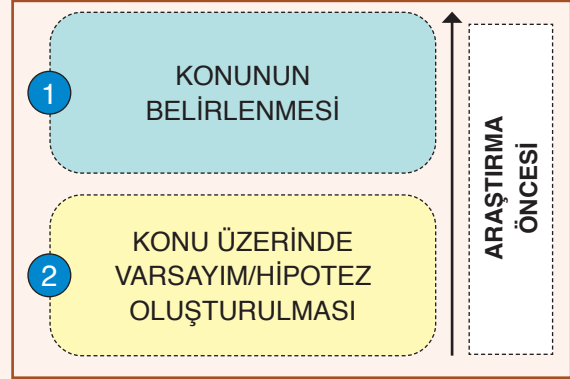 1
KONUNUN
BELİRLENMESİ
2
KONU ÜZERİNDE
VARSAYIM/HİPOTEZ
OLUŞTURULMASI
ARAŞTIRMA
ÖNCESİ